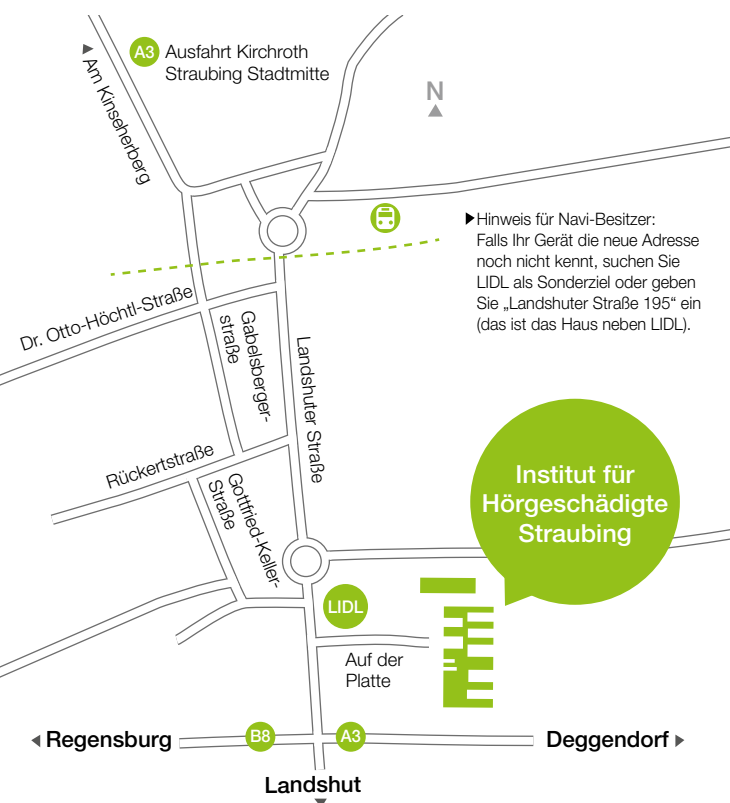 A3 Ausfahrt Kirchroth
Straubing Stadtmitte
Am Kinseherberg
N
Hinweis für Navi-Besitzer:
Falls Ihr Gerät die neue Adresse
noch nicht kennt, suchen Sie
LIDL als Sonderziel oder geben
Sie „Landshuter Straße 195“ ein
(das ist das Haus neben LIDL).
Dr. Otto-Höchtl-Straße
Gabelsberger-
straße
Landshuter Straße
Rückertstraße
Gottfried-Keller-
Straße
Institut für
Hörgeschädigte
Straubing
LIDL
Auf der
Platte
Regensburg
B8
A3
Deggendorf
Landshut